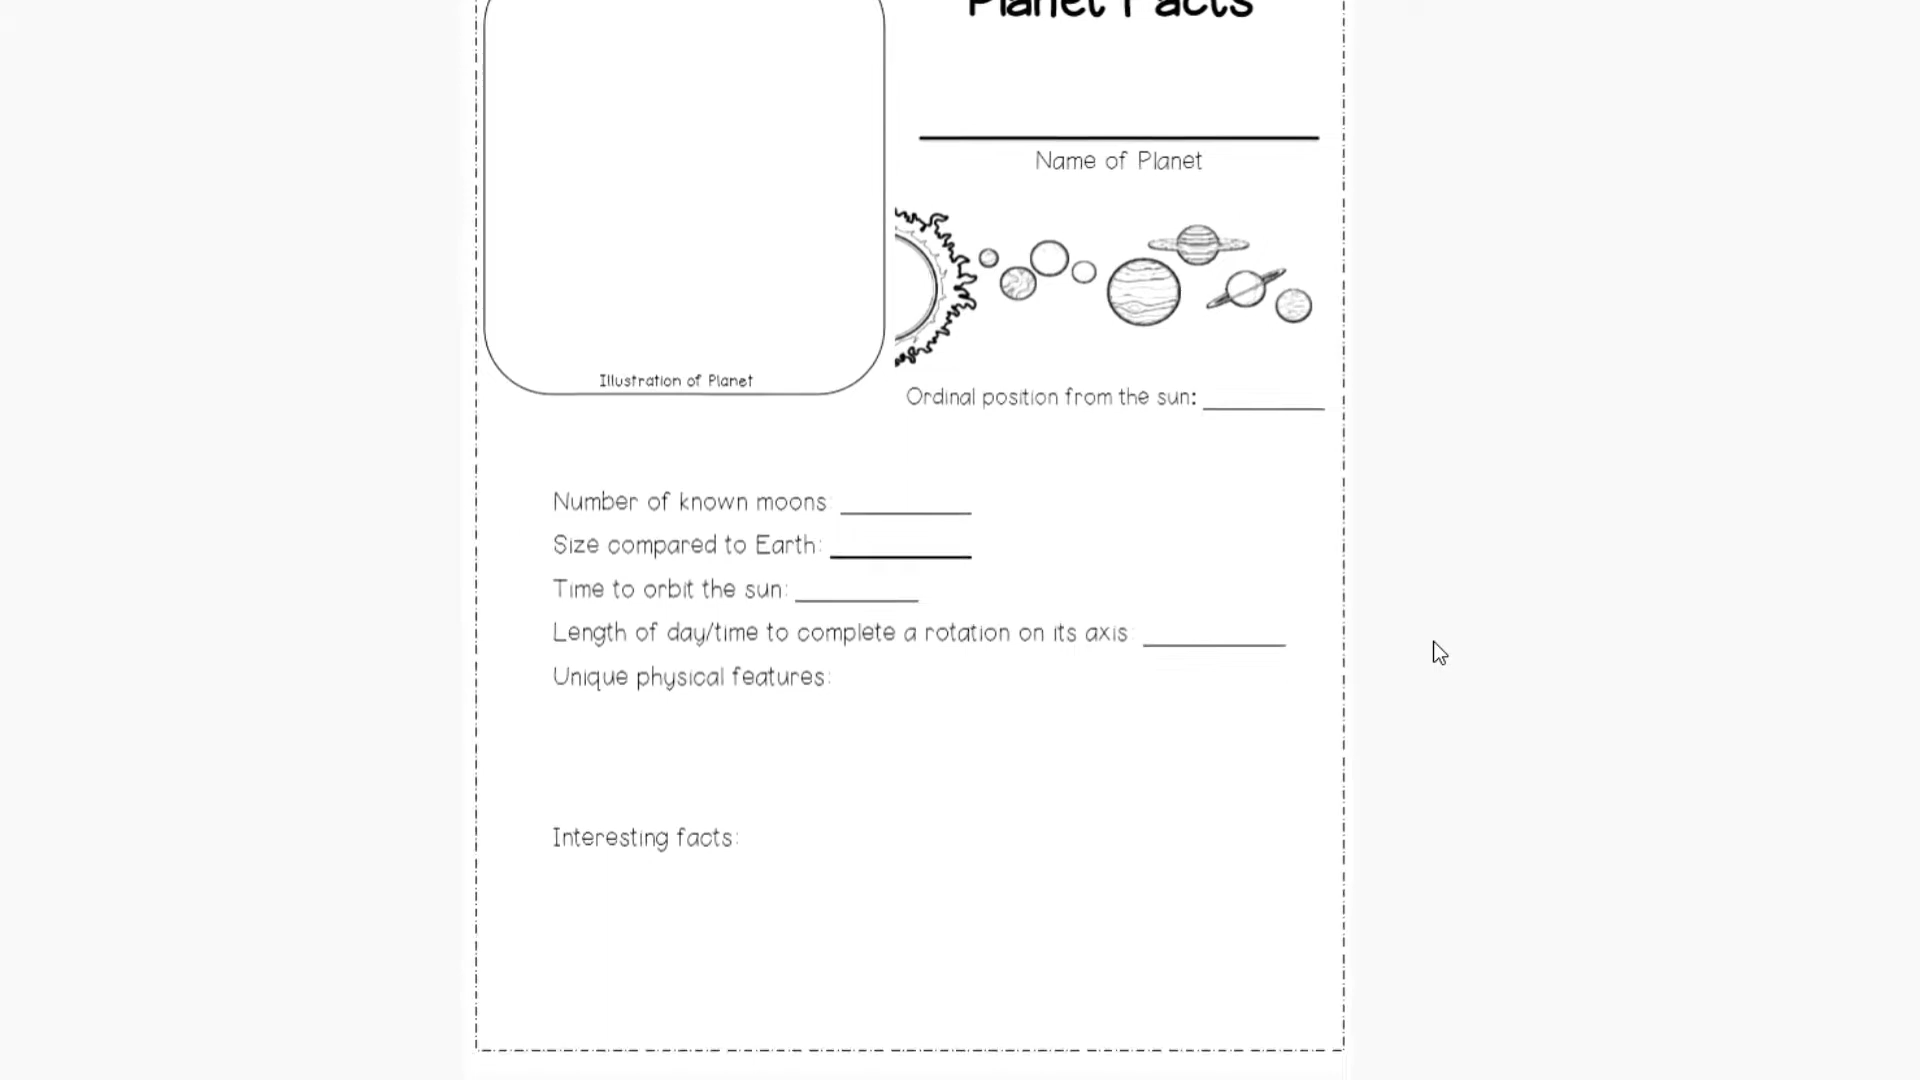 Planet Facts
Name of Planet
Illustration of Planet
Ordinal position from the sun:
Number of known moons:
Size compared to Earth:
Time to orbit the sun:
Length of day/time to complete a rotation on its axis:
Unique physical features:
Interesting facts: